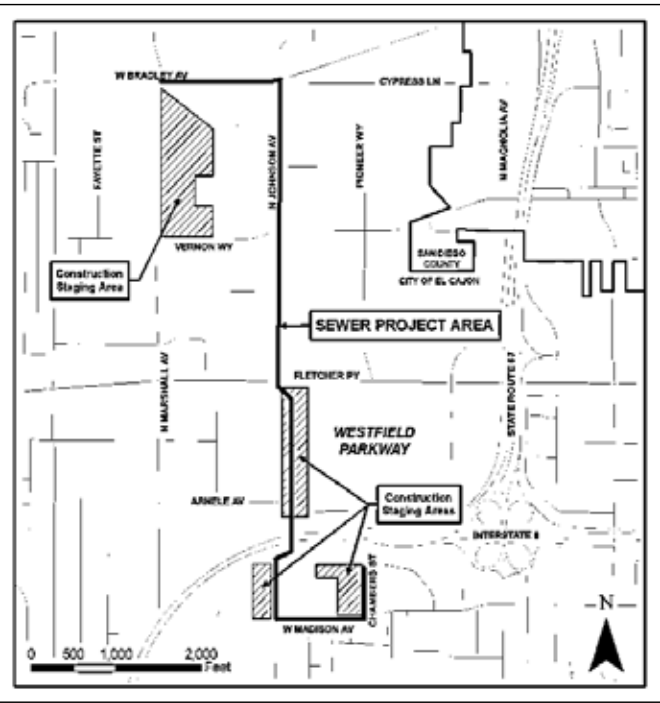 W BRADLEY AV
CYPRESS LN
N MAGNOLIA AV
FAYETTE ST
N JOHNSON AV
PIONEER WY
VERNON WY
SAN DIEGO
COUNTY
CITY OF EL CAJON
Construction
Staging Area
SEWER PROJECT AREA
N MARSHALL AV
FLETCHER PY
STATE ROUTE 67
WESTFIELD
PARKWAY
ARNELE AV
Construction
Staging Areas
INTERSTATE 8
CHAMBERS ST
W MADISON AV
N
0 500 1,000 2,000
Feet